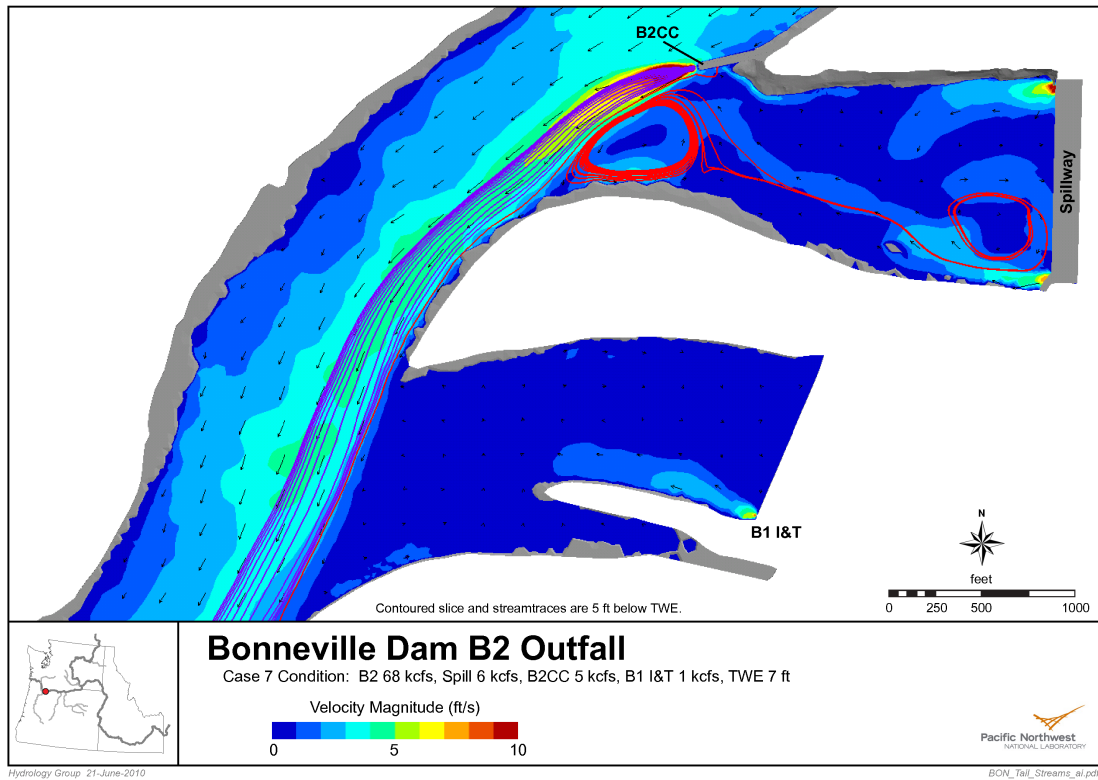 B2CC
Spillway
B1 I&T
N
feet
0 250 500 1000
Contoured slice and streamtraces are 5 ft below TWE.
Bonneville Dam B2 Outfall
Case 7 Condition: B2 68 kcfs, Spill 6 kcfs, B2CC 5 kcfs, B1 I&T 1 kcfs, TWE 7 ft
Velocity Magnitude (ft/s)
0 5 10
Pacific Northwest
NATIONAL LABORATORY
Hydrology Group 21-June-2010
BON_Tail_Streams_ai.pdf